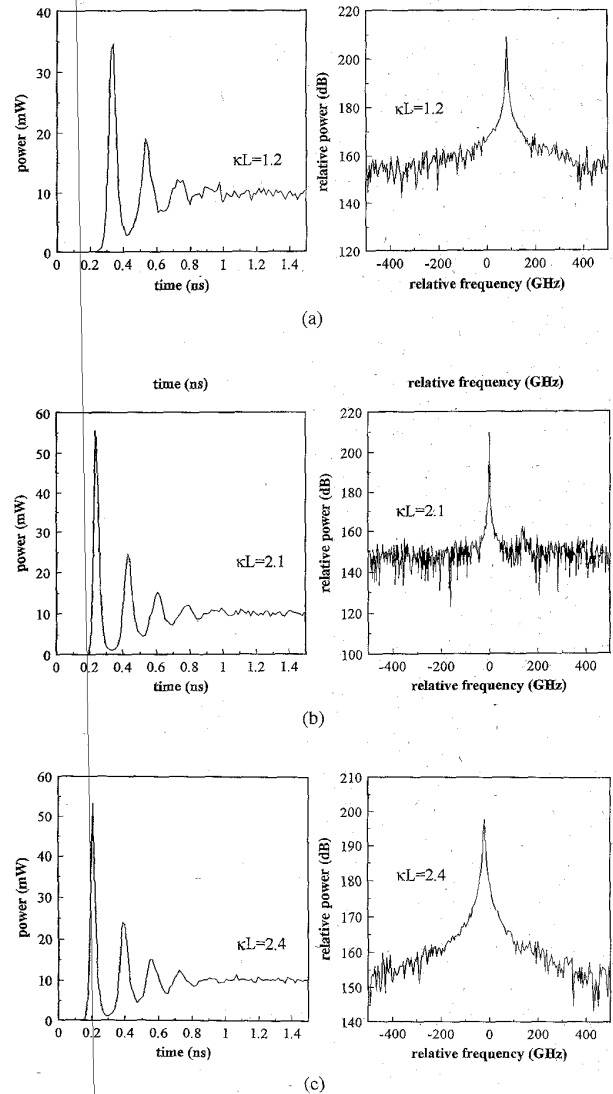 40
30
20
10
0
power (mW)
κL=1.2
0 0.2 0.4 0.6 0.8 1 1.2 1.4
time (ns)
220
200
180
160
140
120
relative power (dB)
κL=1.2
-400 -200 0 200 400
relative frequency (GHz)
(a)
time (ns)
relative frequency (GHz)
60
50
40
30
20
10
0
power (mW)
κL=2.1
0 0.2 0.4 0.6 0.8 1 1.2 1.4
time (ns)
220
200
180
160
140
120
100
relative power (dB)
κL=2.1
-400 -200 0 200 400
relative frequency (GHz)
(b)
60
50
40
30
20
10
0
power (mW)
κL=2.4
0 0.2 0.4 0.6 0.8 1 1.2 1.4
time (ns)
210
200
190
180
170
160
150
140
relative power (dB)
κL=2.4
-400 -200 0 200 400
relative frequency (GHz)
(c)